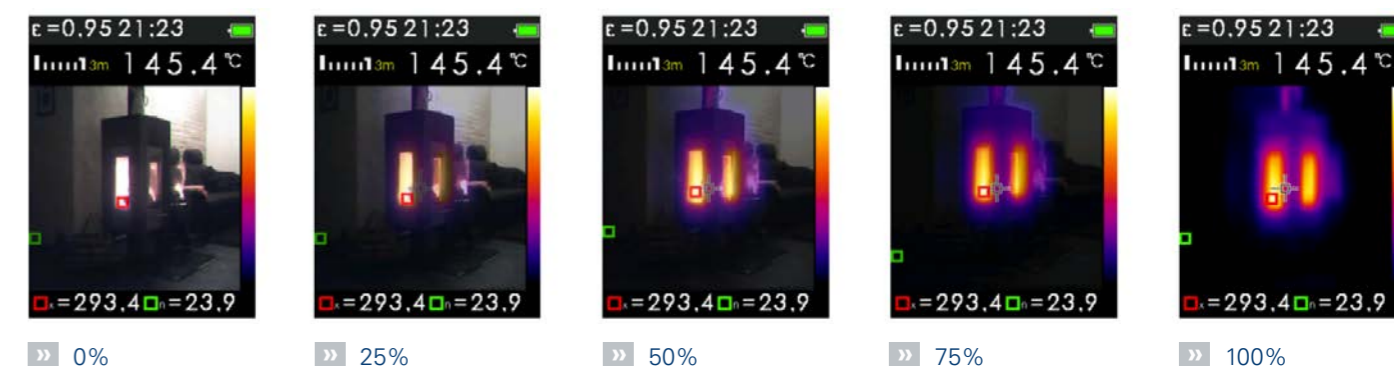 ε=0.95 21:23
3m 145.4 °C
x=293,4 n=23,9
» 0%
ε=0.95 21:23
3m 145.4 °C
x=293,4 n=23,9
» 25%
ε=0.95 21:23
3m 145.4 °C
x=293,4 n=23,9
» 50%
ε=0.95 21:23
3m 145.4 °C
x=293,4 n=23,9
» 75%
ε=0.95 21:23
3m 145.4 °C
x=293,4 n=23,9
» 100%